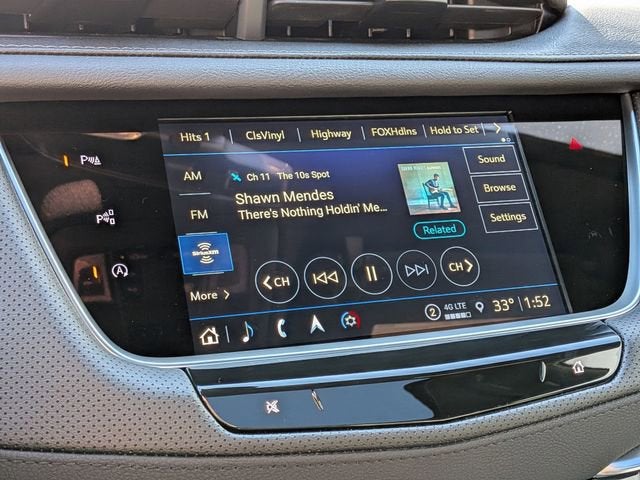 Hits 1 ClsVinyl Highway FOXHdlns Hold to Set
AM
Ch 11 The 10s Spot
Sound
Shawn Mendes
There's Nothing Holdin' Me...
Browse
FM
Settings
Related
SiriusXM
CH
CH
More
2 4G LTE 33° 1:52
P
P
A